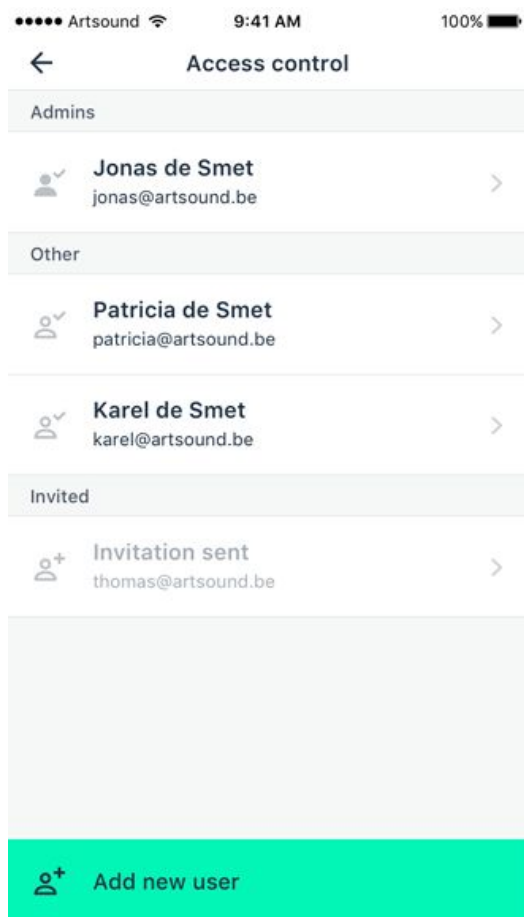 Artsound 9:41 AM 100%
Access control
Admins
Jonas de Smet
jonas@artsound.be
Other
Patricia de Smet
patricia@artsound.be
Karel de Smet
karel@artsound.be
Invited
Invitation sent
thomas@artsound.be
Add new user